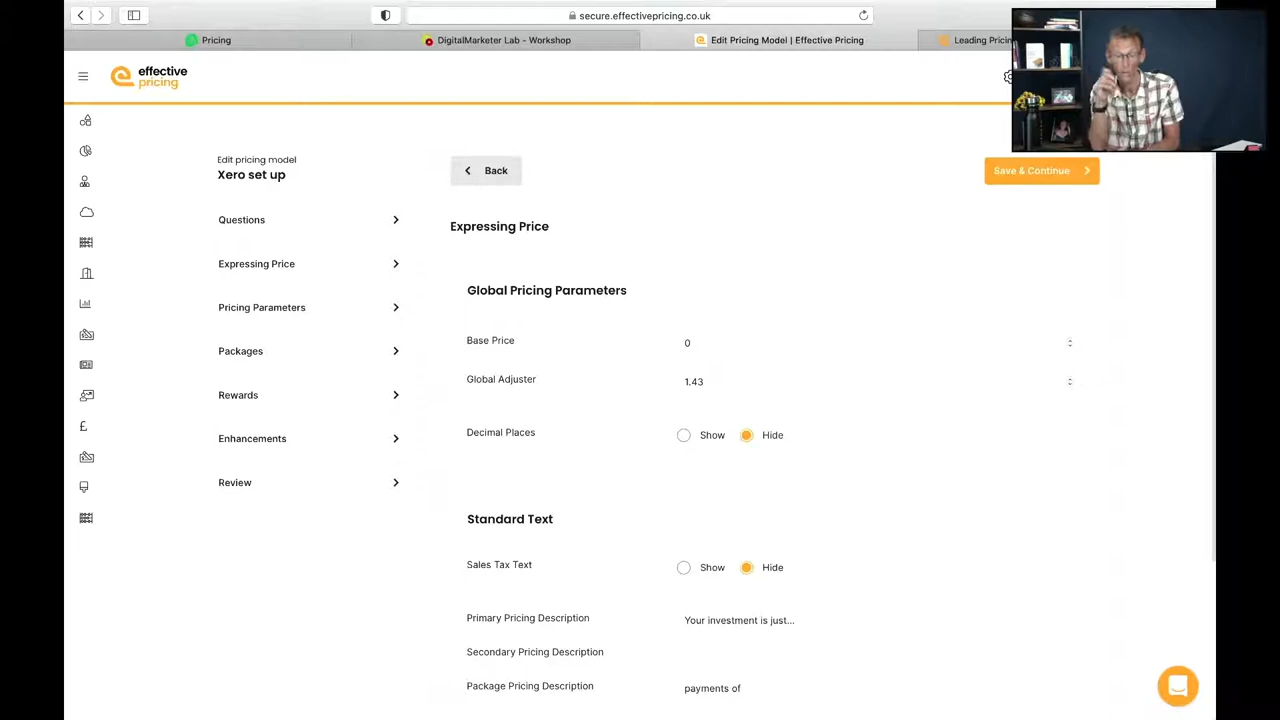 secure.effectivepricing.co.uk
Pricing
DigitalMarketer Lab - Workshop
Edit Pricing Model | Effective Pricing
Leading Pricin
effective
pricing
Edit pricing model
Xero set up
Back
Save & Continue
Questions
Expressing Price
Pricing Parameters
Packages
Rewards
Enhancements
Review
Expressing Price
Global Pricing Parameters
Base Price
0
Global Adjuster
1.43
Decimal Places
Show
Hide
Standard Text
Sales Tax Text
Show
Hide
Primary Pricing Description
Your investment is just...
Secondary Pricing Description
Package Pricing Description
payments of